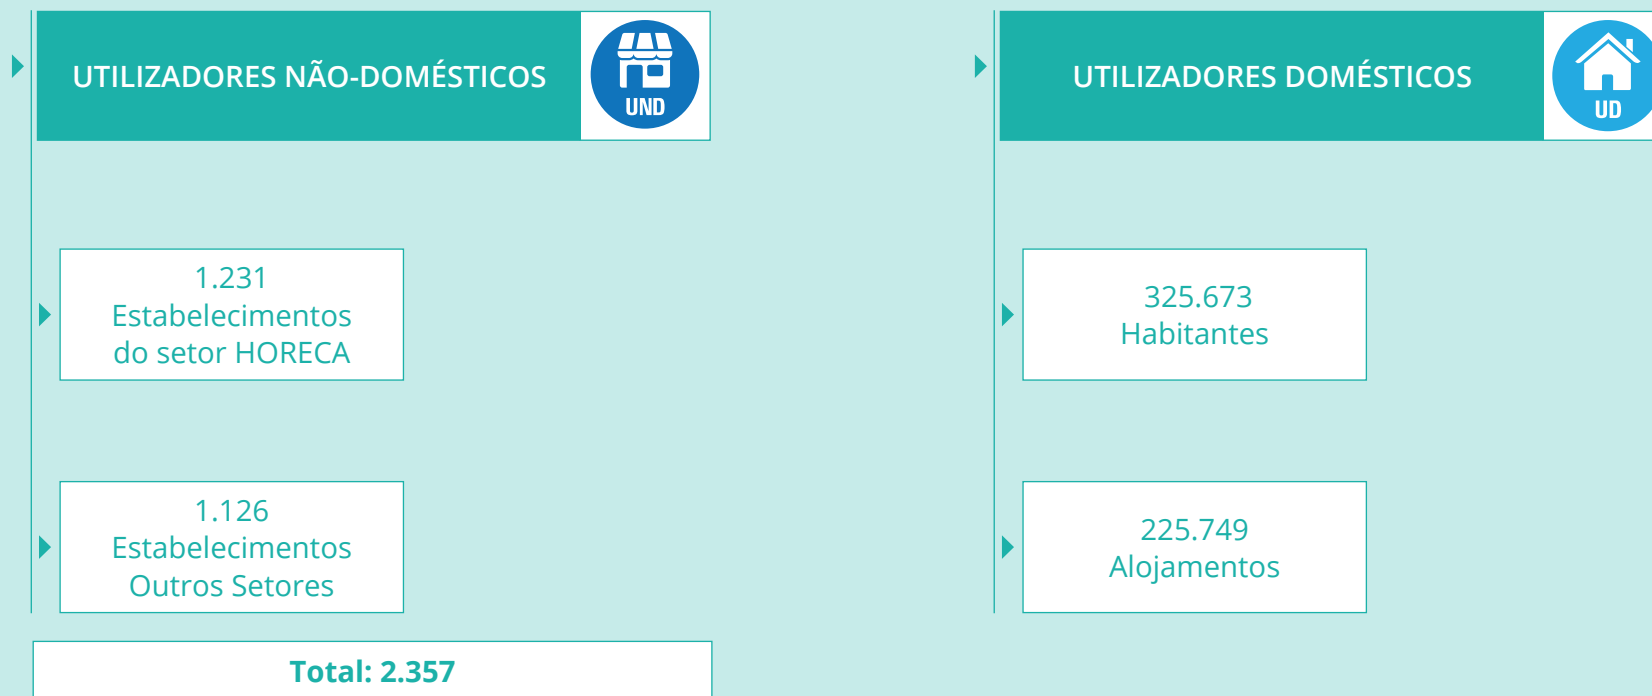 UTILIZADORES NÃO-DOMÉSTICOS
UND
1.231
Estabelecimentos
do setor HORECA
1.126
Estabelecimentos
Outros Setores
Total: 2.357
UTILIZADORES DOMÉSTICOS
UD
325.673
Habitantes
225.749
Alojamentos